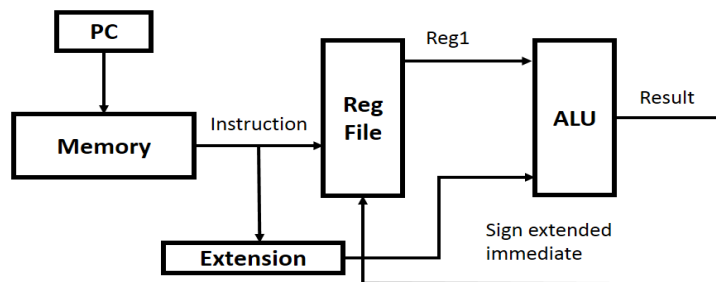 PC
Memory
Instruction
Reg
File
Reg1
ALU
Result
Extension
Sign extended
immediate